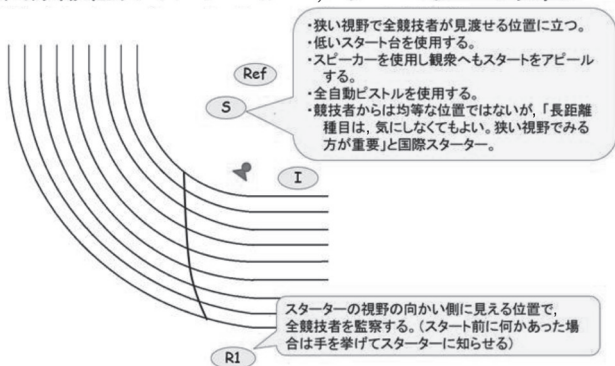 ・狭い視野で全競技者が見渡せる位置に立つ。
・低いスタート台を使用する。
・スピーカーを使用し観衆へもスタートをアピール
する。
・全自動ピストルを使用する。
・競技者からは均等な位置ではないが,「長距離
種目は, 気にしなくてもよい。狭い視野でみる
方が重要」と国際スターター。
Ref
S
I
スターターの視野の向かい側に見える位置で,
全競技者を監察する。(スタート前に何かあった場
合は手を挙げてスターターに知らせる)
R1